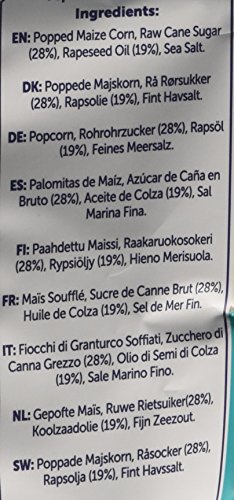 Ingredients:
EN: Popped Maize Corn, Raw Cane Sugar
(28%), Rapeseed Oil (19%), Sea Salt.
DK: Poppede Majskorn, Rå Rørsukker
(28%), Rapsolie (19%), Fint Havsalt.
DE: Popcorn, Rohrohrzucker (28%), Rapsöl
(19%), Feines Meersalz.
ES: Palomitas de Maíz, Azúcar de Caña en
Bruto (28%), Aceite de Colza (19%), Sal
Marina Fina.
FI: Paahdettu Maissi, Raakaruokosokeri
(28%), Rypsiöljy (19%), Hieno Merisuola.
FR: Maïs Soufflé, Sucre de Canne Brut (28%),
Huile de Colza (19%), Sel de Mer Fin.
IT: Fiocchi di Granturco Soffiati, Zucchero di
Canna Grezzo (28%), Olio di Semi di Colza
(19%), Sale Marino Fino.
NL: Gepofte Maïs, Ruwe Rietsuiker(28%),
Koolzaadolie (19%), Fijn Zeezout.
SW: Poppade Majskorn, Råsocker (28%),
Rapsolja (19%), Fint Havssalt.